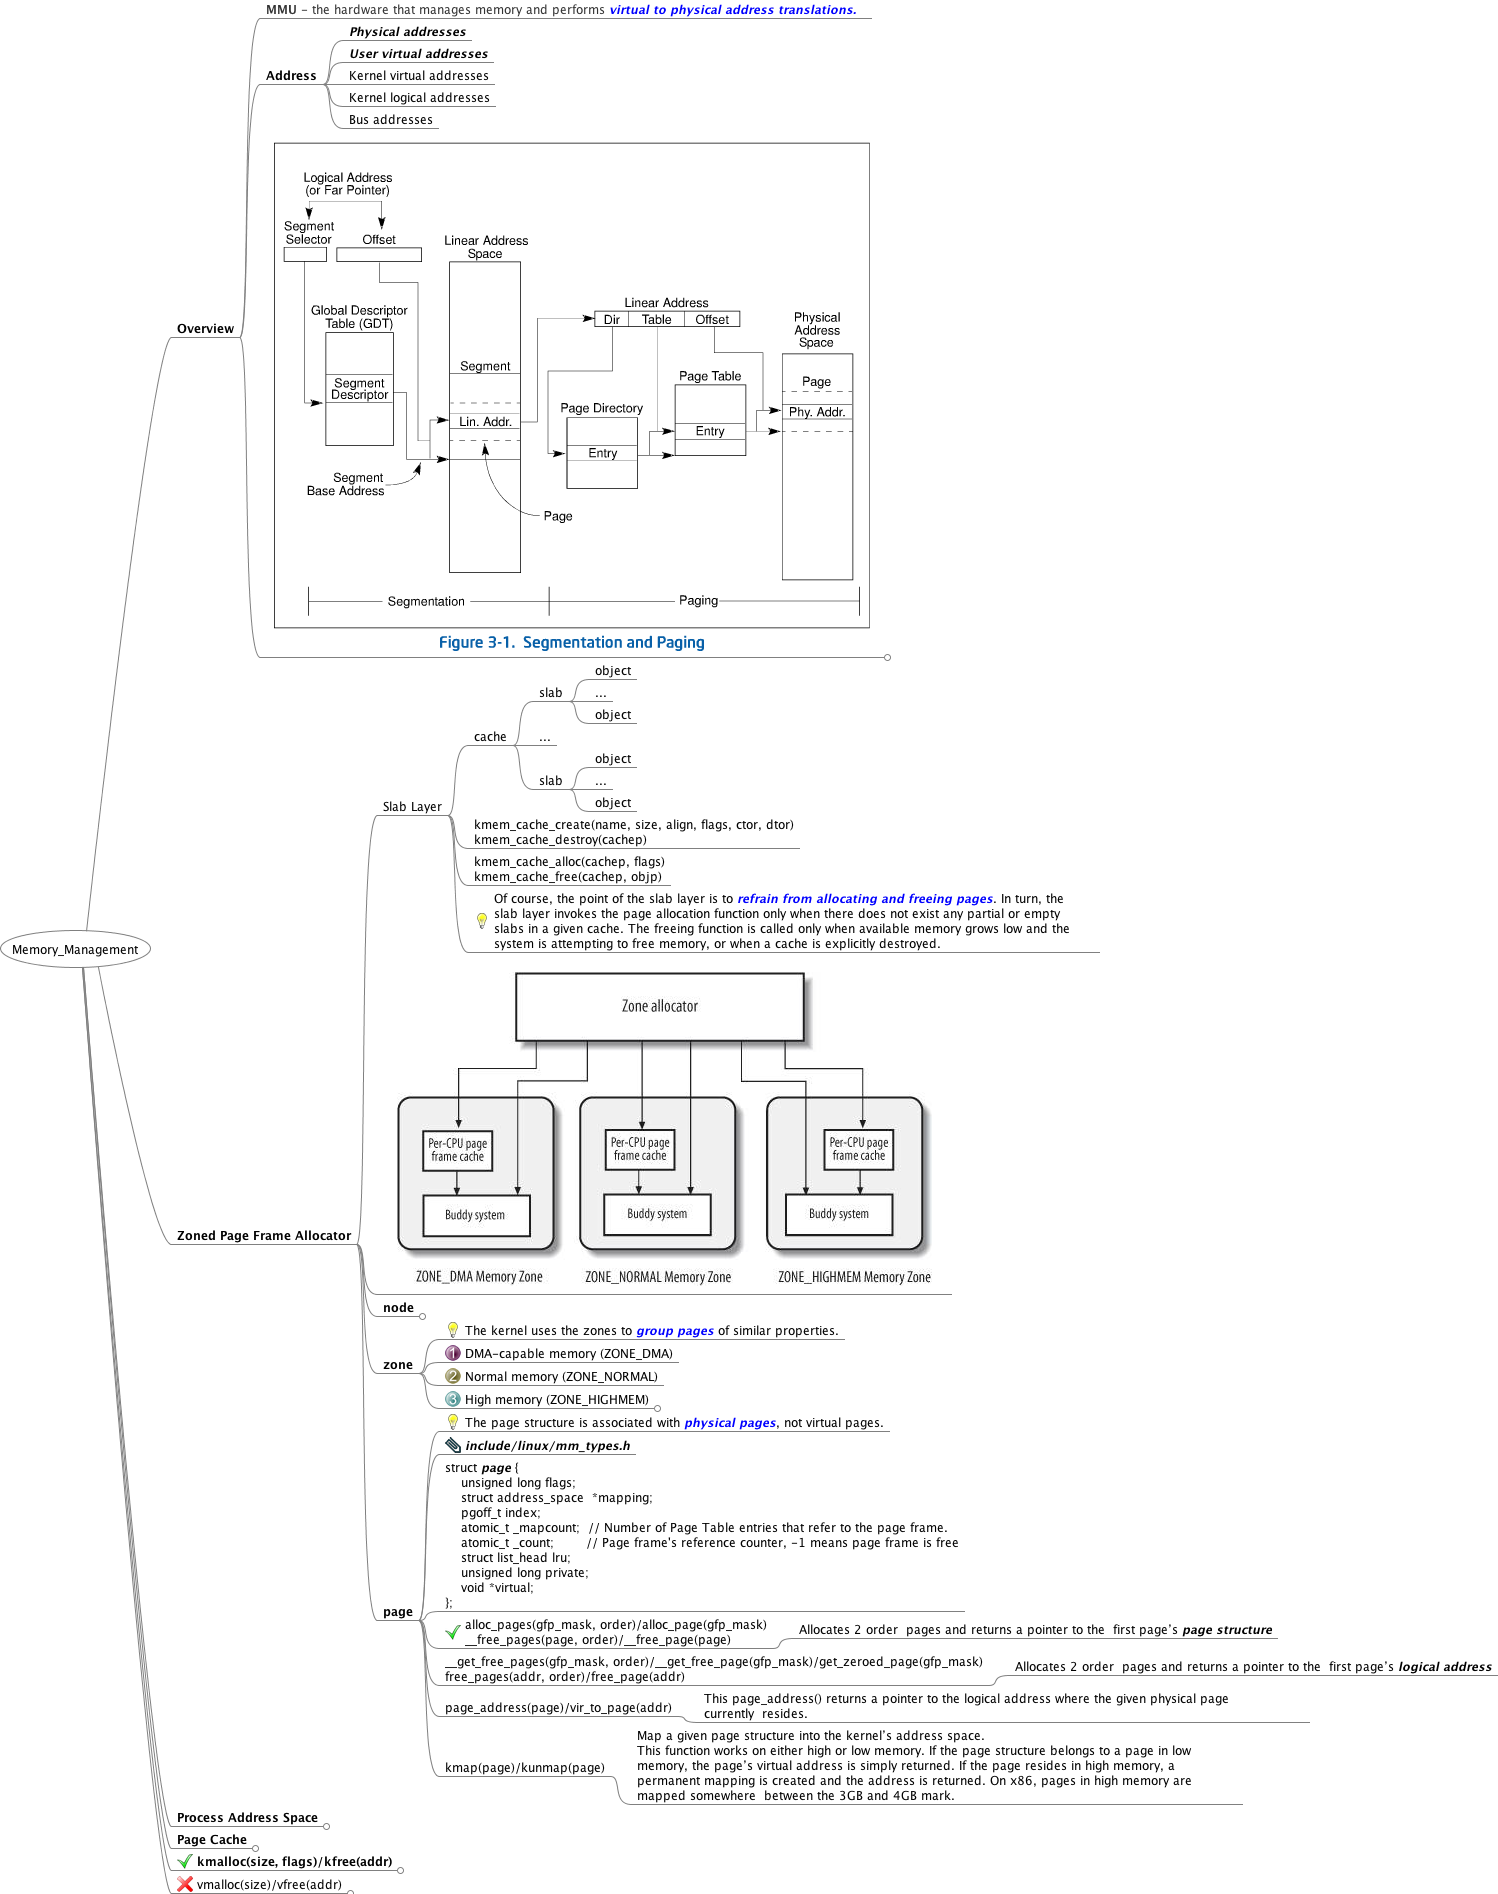 MMU - the hardware that manages memory and performs virtual to physical address translations.
Address
Physical addresses
User virtual addresses
Kernel virtual addresses
Kernel logical addresses
Bus addresses
Overview
Logical Address
(or Far Pointer)
Segment
Selector
Offset
Linear Address
Space
Global Descriptor
Table (GDT)
Segment
Descriptor
Segment
Lin. Addr.
Segment
Base Address
Page
Linear Address
Dir Table Offset
Page Directory
Entry
Page Table
Entry
Physical
Address
Space
Page
Phy. Addr.
Segmentation
Paging
Figure 3-1. Segmentation and Paging
Memory_Management
Zoned Page Frame Allocator
Slab Layer
cache
slab
object
...
object
...
slab
object
...
object
kmem_cache_create(name, size, align, flags, ctor, dtor)
kmem_cache_destroy(cachep)
kmem_cache_alloc(cachep, flags)
kmem_cache_free(cachep, objp)
Of course, the point of the slab layer is to refrain from allocating and freeing pages. In turn, the
slab layer invokes the page allocation function only when there does not exist any partial or empty
slabs in a given cache. The freeing function is called only when available memory grows low and the
system is attempting to free memory, or when a cache is explicitly destroyed.
Zone allocator
Per-CPU page
frame cache
Buddy system
ZONE_DMA Memory Zone
Per-CPU page
frame cache
Buddy system
ZONE_NORMAL Memory Zone
Per-CPU page
frame cache
Buddy system
ZONE_HIGHMEM Memory Zone
node
zone
The kernel uses the zones to group pages of similar properties.
1 DMA-capable memory (ZONE_DMA)
2 Normal memory (ZONE_NORMAL)
3 High memory (ZONE_HIGHMEM)
page
The page structure is associated with physical pages, not virtual pages.
include/linux/mm_types.h
struct page {
unsigned long flags;
struct address_space *mapping;
pgoff_t index;
atomic_t _mapcount; // Number of Page Table entries that refer to the page frame.
atomic_t _count; // Page frame's reference counter, -1 means page frame is free
struct list_head lru;
unsigned long private;
void *virtual;
};
alloc_pages(gfp_mask, order)/alloc_page(gfp_mask)
__free_pages(page, order)/__free_page(page)
Allocates 2 order pages and returns a pointer to the first page's page structure
__get_free_pages(gfp_mask, order)/__get_free_page(gfp_mask)/get_zeroed_page(gfp_mask)
free_pages(addr, order)/free_page(addr)
Allocates 2 order pages and returns a pointer to the first page's logical address
page_address(page)/vir_to_page(addr)
This page_address() returns a pointer to the logical address where the given physical page
currently resides.
kmap(page)/kunmap(page)
Map a given page structure into the kernel's address space.
This function works on either high or low memory. If the page structure belongs to a page in low
memory, the page's virtual address is simply returned. If the page resides in high memory, a
permanent mapping is created and the address is returned. On x86, pages in high memory are
mapped somewhere between the 3GB and 4GB mark.
Process Address Space
Page Cache
kmalloc(size, flags)/kfree(addr)
vmalloc(size)/vfree(addr)